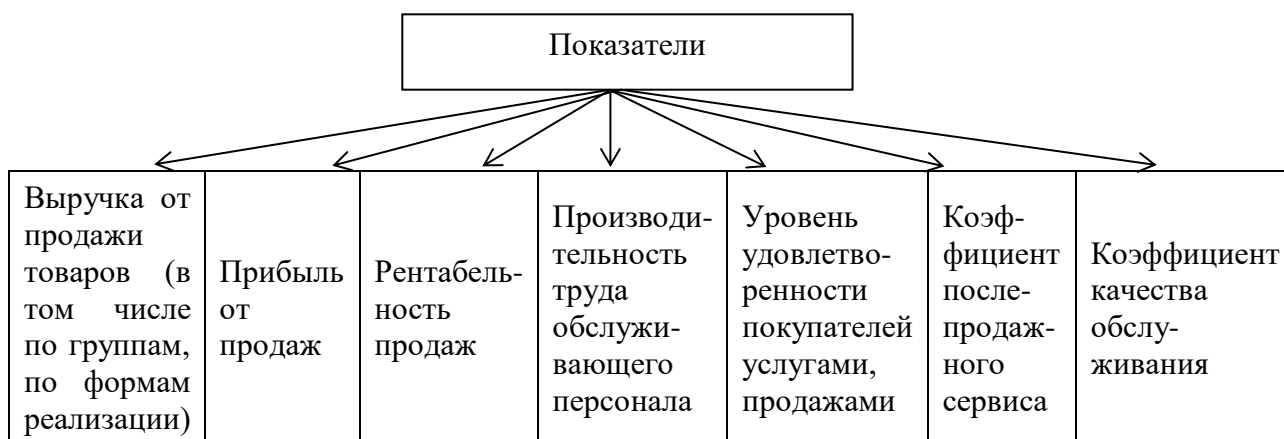 Показатели
Выручка от
продажи
товаров (в
том числе
по группам,
по формам
реализации)
Прибыль
от
продаж
Рентабель-
ность
продаж
Производи-
тельность
труда
обслужи-
вающего
персонала
Уровень
удовлетво-
ренности
покупателей
услугами,
продажами
Коэф-
фициент
после-
продаж-
ного
сервиса
Коэффициент
качества
обслу-
живания